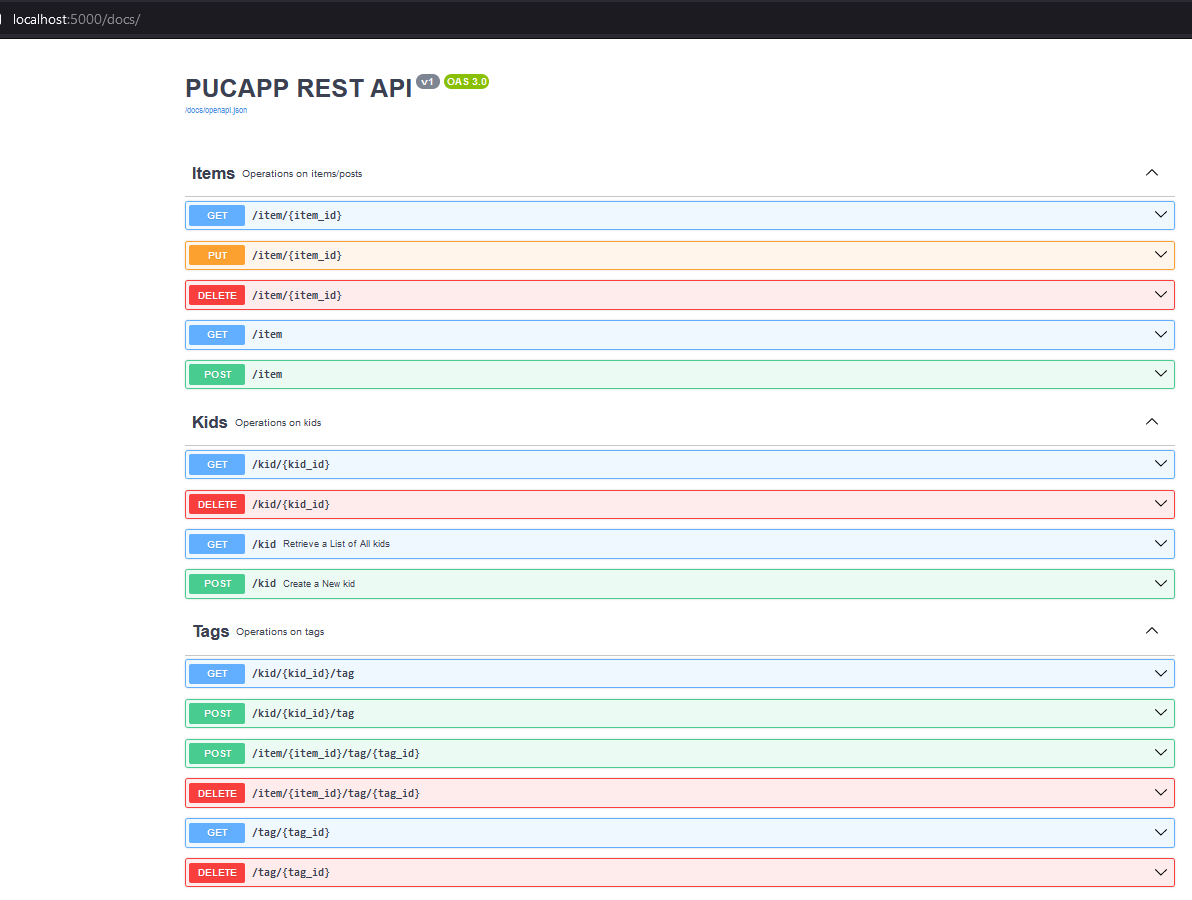 localhost:5000/docs/
PUCAPP REST API v1 OAS 3.0
/docs/openapi.json
Items Operations on items/posts
GET /item/{item_id}
PUT /item/{item_id}
DELETE /item/{item_id}
GET /item
POST /item
Kids Operations on kids
GET /kid/{kid_id}
DELETE /kid/{kid_id}
GET /kid Retrieve a List of All kids
POST /kid Create a New kid
Tags Operations on tags
GET /kid/{kid_id}/tag
POST /kid/{kid_id}/tag
POST /item/{item_id}/tag/{tag_id}
DELETE /item/{item_id}/tag/{tag_id}
GET /tag/{tag_id}
DELETE /tag/{tag_id}